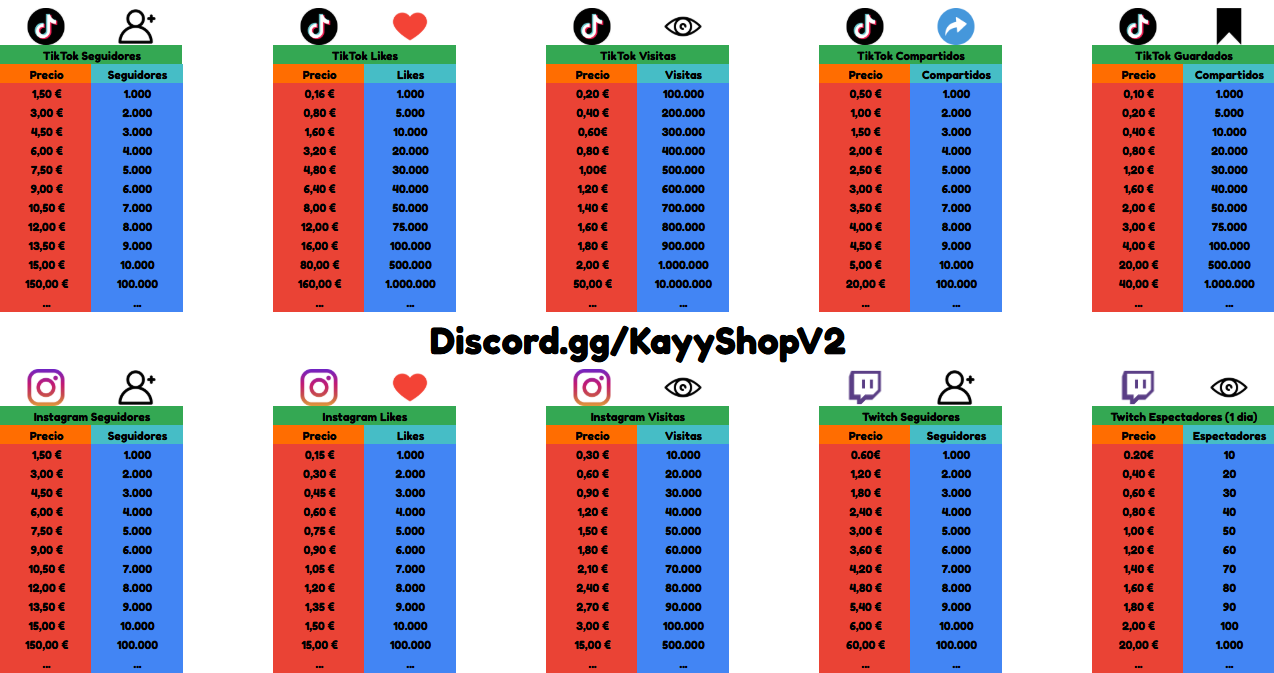 TikTok Seguidores
Precio Seguidores
1,50 € 1.000
3,00 € 2.000
4,50 € 3.000
6,00 € 4.000
7,50 € 5.000
9,00 € 6.000
10,50 € 7.000
12,00 € 8.000
13,50 € 9.000
15,00 € 10.000
150,00 € 100.000
... ...
TikTok Likes
Precio Likes
0,16 € 1.000
0,80 € 5.000
1,60 € 10.000
3,20 € 20.000
4,80 € 30.000
6,40 € 40.000
8,00 € 50.000
12,00 € 75.000
16,00 € 100.000
80,00 € 500.000
160,00 € 1.000.000
... ...
TikTok Visitas
Precio Visitas
0,20 € 100.000
0,40 € 200.000
0,60€ 300.000
0,80 € 400.000
1,00€ 500.000
1,20 € 600.000
1,40 € 700.000
1,60 € 800.000
1,80 € 900.000
2,00 € 1.000.000
50,00 € 10.000.000
... ...
TikTok Compartidos
Precio Compartidos
0,50 € 1.000
1,00 € 2.000
1,50 € 3.000
2,00 € 4.000
2,50 € 5.000
3,00 € 6.000
3,50 € 7.000
4,00 € 8.000
4,50 € 9.000
5,00 € 10.000
20,00 € 100.000
... ...
TikTok Guardados
Precio Compartidos
0,10 € 1.000
0,20 € 5.000
0,40 € 10.000
0,80 € 20.000
1,20 € 30.000
1,60 € 40.000
2,00 € 50.000
3,00 € 75.000
4,00 € 100.000
20,00 € 500.000
40,00 € 1.000.000
... ...
Discord.gg/KayyShopV2
Instagram Seguidores
Precio Seguidores
1,50 € 1.000
3,00 € 2.000
4,50 € 3.000
6,00 € 4.000
7,50 € 5.000
9,00 € 6.000
10,50 € 7.000
12,00 € 8.000
13,50 € 9.000
15,00 € 10.000
150,00 € 100.000
... ...
Instagram Likes
Precio Likes
0,15 € 1.000
0,30 € 2.000
0,45 € 3.000
0,60 € 4.000
0,75 € 5.000
0,90 € 6.000
1,05 € 7.000
1,20 € 8.000
1,35 € 9.000
1,50 € 10.000
15,00 € 100.000
... ...
Instagram Visitas
Precio Visitas
0,30 € 10.000
0,60 € 20.000
0,90 € 30.000
1,20 € 40.000
1,50 € 50.000
1,80 € 60.000
2,10 € 70.000
2,40 € 80.000
2,70 € 90.000
3,00 € 100.000
15,00 € 500.000
... ...
Twitch Seguidores
Precio Seguidores
0.60€ 1.000
1,20 € 2.000
1,80 € 3.000
2,40 € 4.000
3,00 € 5.000
3,60 € 6.000
4,20 € 7.000
4,80 € 8.000
5,40 € 9.000
6,00 € 10.000
60,00 € 100.000
... ...
Twitch Espectadores (1 dia)
Precio Espectadores
0.20€ 10
0,40 € 20
0,60 € 30
0,80 € 40
1,00 € 50
1,20 € 60
1,40 € 70
1,60 € 80
1,80 € 90
2,00 € 100
20,00 € 1.000
... ...